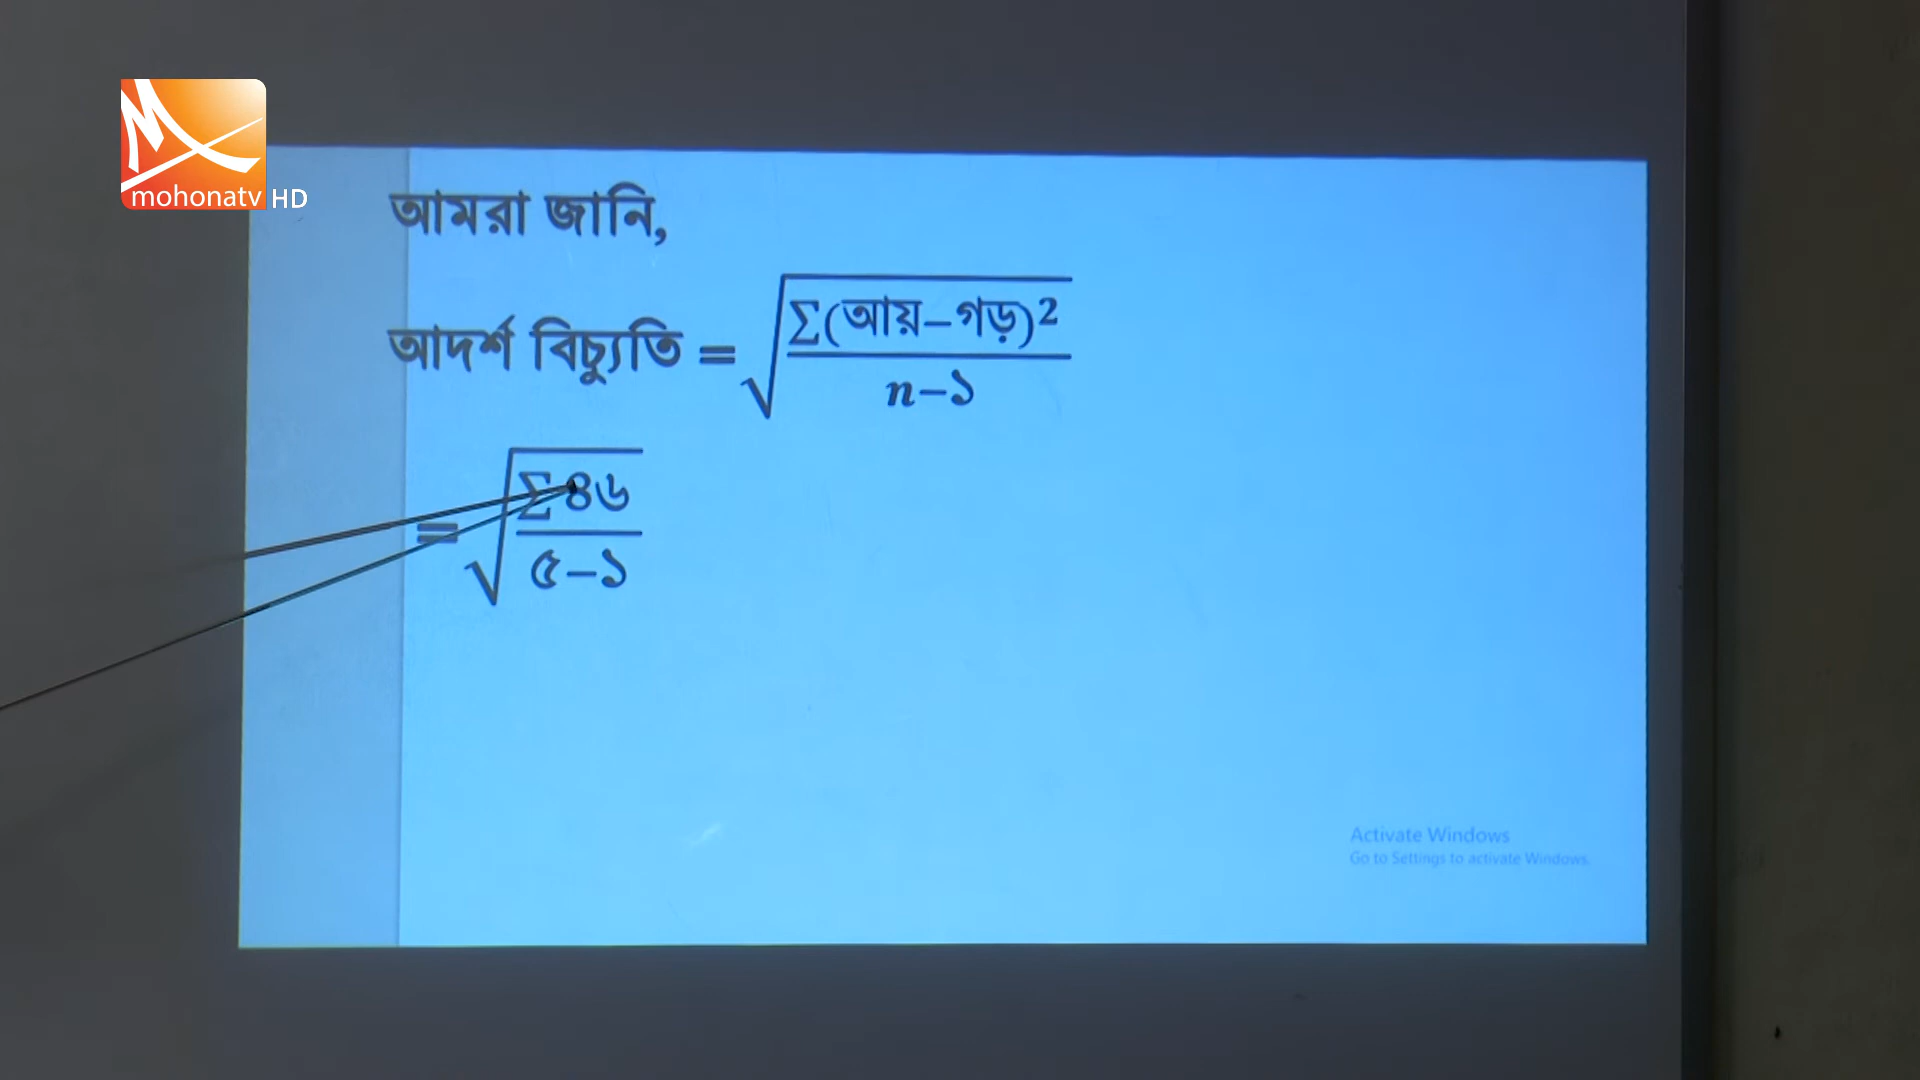 mohonatv HD
আমরা জানি,
আদর্শ বিচ্যুতি = √(∑(আয়−গড়)² / n−১)
= √(∑৪৬ / ৫−১)
Activate Windows
Go to Settings to activate Windows.